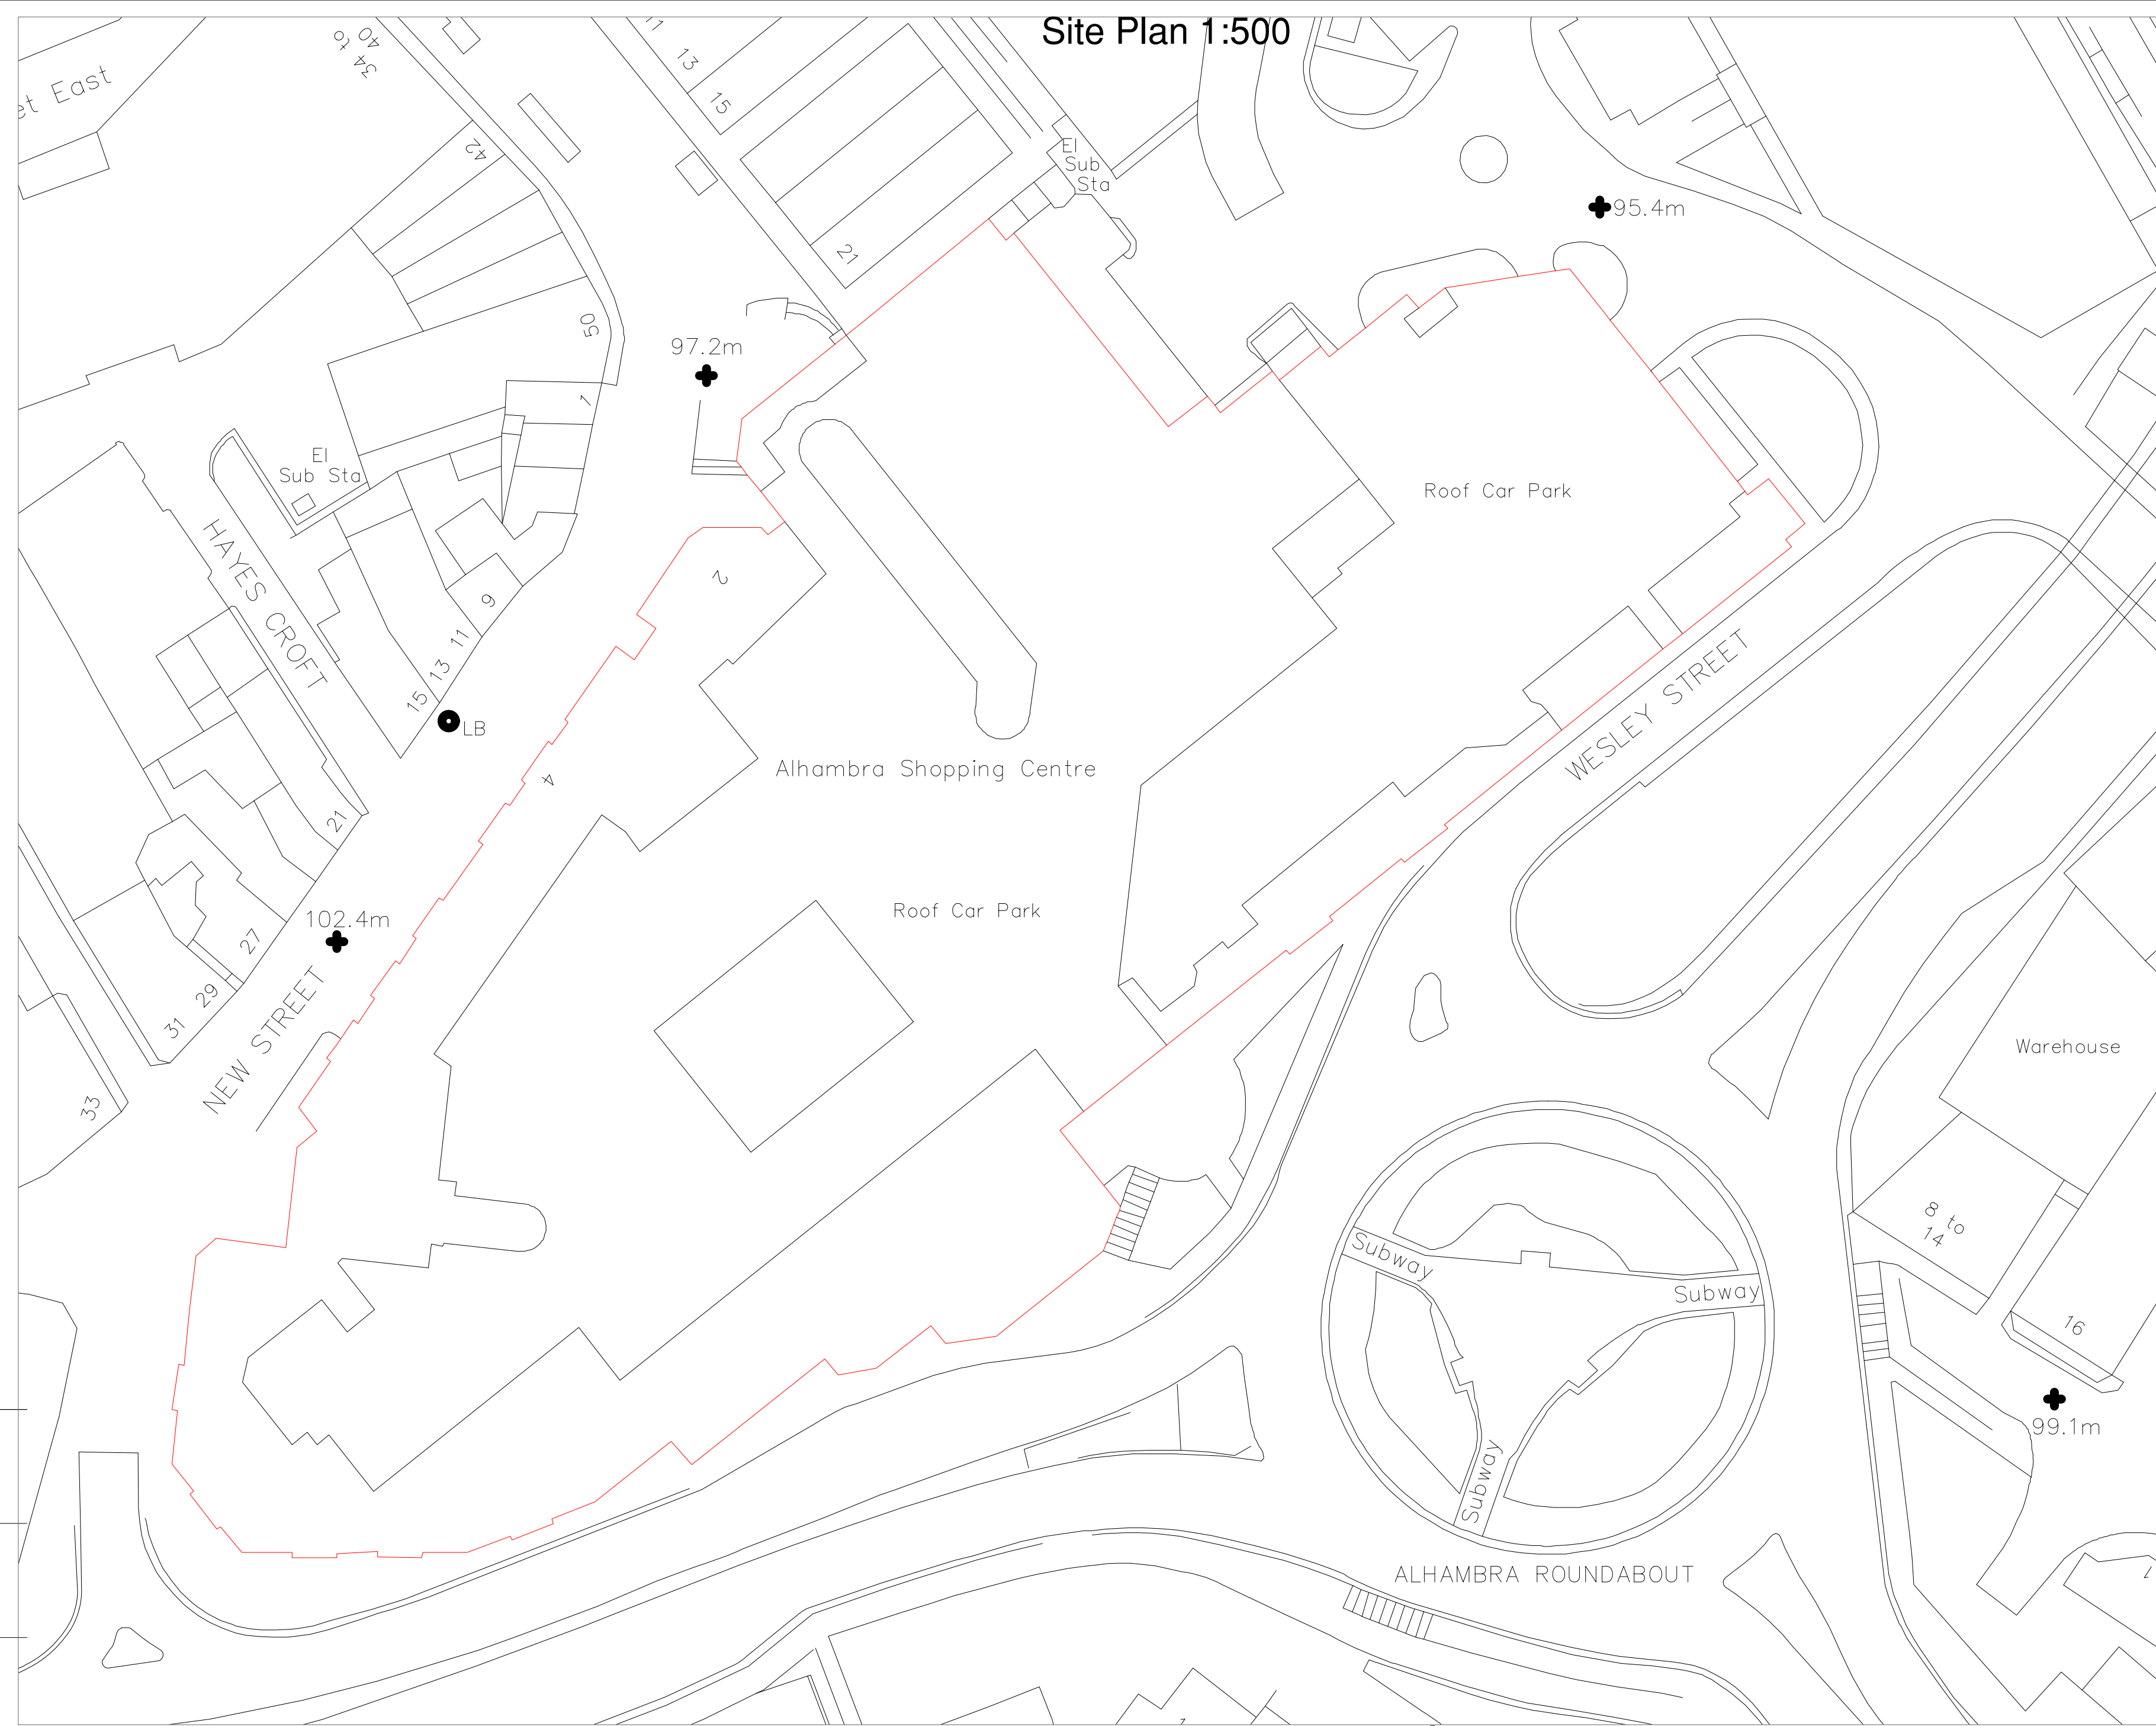 Site Plan 1:500
et East
34 to
40
42
50
11
13
15
21
El
Sub
Sta
95.4m
97.2m
1
El
Sub Sta
HAYES CROFT
9
11
13
15
LB
2
4
Roof Car Park
WESLEY STREET
Alhambra Shopping Centre
Roof Car Park
21
102.4m
27
29
31
33
NEW STREET
Warehouse
8 to
14
16
Subway
Subway
Subway
99.1m
ALHAMBRA ROUNDABOUT